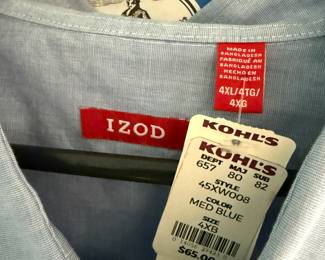 MADE IN
BANGLADESH
FABRIQUÉ AU
BANGLADESH
HECHO EN
BANGLADESH
4XL/4TG/
4XG
IZOD
KOHL'S
KOHL'S
DEPT MAJ SUB
657 80 82
STYLE
45XW008
COLOR
MED BLUE
SIZE
4XB
$65.00